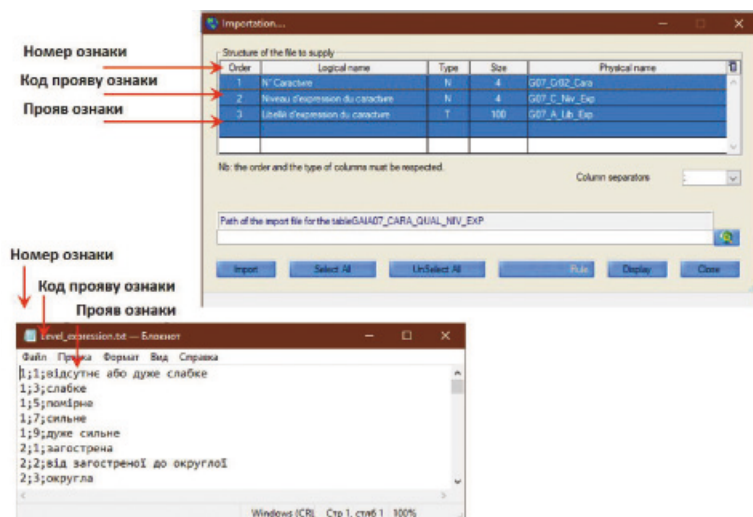 Importation...
Номер ознаки
Код прояву ознаки
Прояв ознаки
Structure of the file to supply
Order Logical name Type Size Physical name
1 N° Caractère N 4 G07_Cr02_Cara
2 Niveau d'expression du caractère N 4 G07_C_Niv_Exp
3 Libellé d'expression du caractère T 100 G07_A_Lib_Exp
Nb: the order and the type of columns must be respected.
Column separators ;
Path of the import file for the tableGAIA07_CARA_QUAL_NIV_EXP
Import Select All UnSelect All Rule Display Close
Номер ознаки
Код прояву ознаки
Прояв ознаки
Level_expression.txt — Блокнот
Файл Правка Формат Вид Справка
1;1;відсутнє або дуже слабке
1;3;слабке
1;5;помірне
1;7;сильне
1;9;дуже сильне
2;1;загострена
2;2;від загостреної до округлої
2;3;округла
Windows (CRL Стр 1, стлб 1 100%